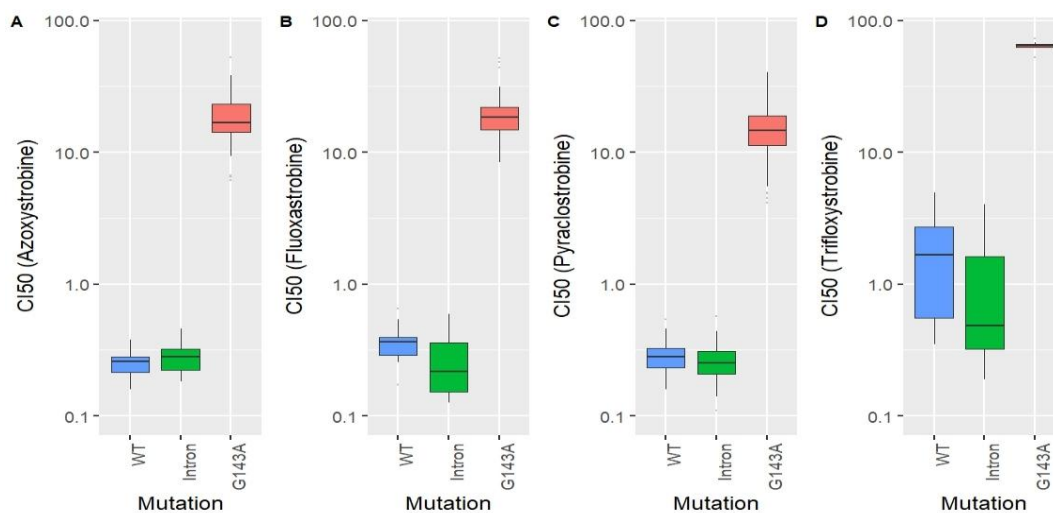 A
CI50 (Azoxystrobine)
100.0
10.0
1.0
0.1
WT
Intron
G143A
Mutation
B
CI50 (Fluoxastrobine)
100.0
10.0
1.0
0.1
WT
Intron
G143A
Mutation
C
CI50 (Pyraclostrobine)
100.0
10.0
1.0
0.1
WT
Intron
G143A
Mutation
D
CI50 (Trifloxystrobine)
100.0
10.0
1.0
0.1
WT
Intron
G143A
Mutation